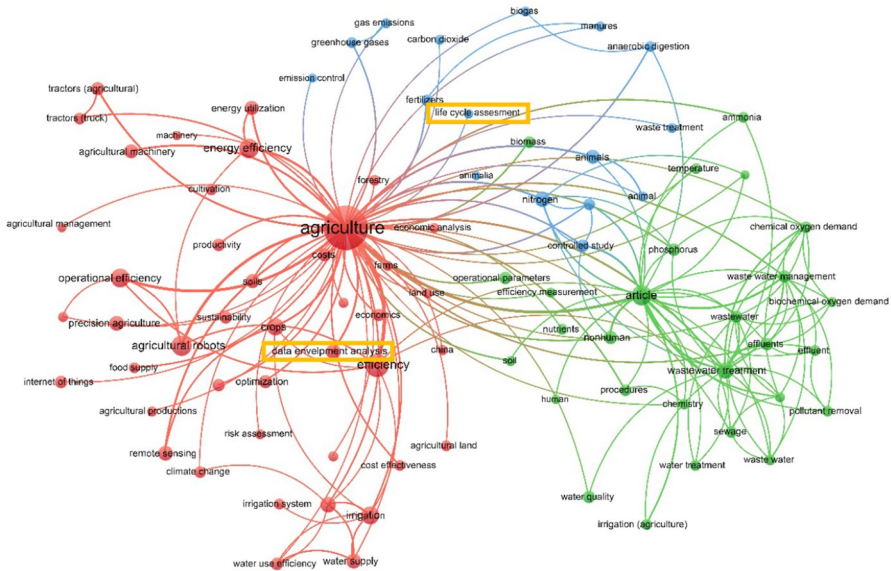 biogas
gas emissions
manures
greenhouse gases
carbon dioxide
anaerobic digestion
emission control
tractors (agricultural)
fertilizers
energy utilization
life cycle assesment
tractors (truck)
ammonia
machinery
waste treatment
biomass
energy efficiency
agricultural machinery
animals
temperature
forestry
animalia
cultivation
animal
nitrogen
agricultural management
agriculture
economic analysis
chemical oxygen demand
productivity
controlled study
phosphorus
costs
farms
operational efficiency
soils
operational parameters
waste water management
land use
efficiency measurement
article
biochemical oxygen demand
economics
wastewater
precision agriculture
sustainability
crops
nutrients
nonhuman
agricultural robots
effluents
effluent
data envelpment analysis
china
soil
food supply
efficiency
wastewater treatment
internet of things
optimization
procedures
human
chemistry
agricultural productions
pollutant removal
risk assessment
sewage
agricultural land
remote sensing
waste water
climate change
cost effectiveness
water treatment
water quality
irrigation system
irrigation
irrigation (agriculture)
water use efficiency
water supply